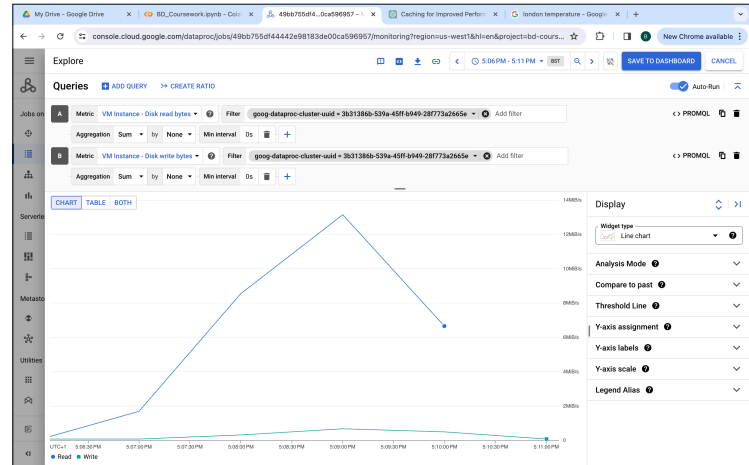 My Drive – Google Drive
BD_Coursework.ipynb – Cola
49bb755df4...0ca596957 – M
Caching for Improved Perform
london temperature – Google
console.cloud.google.com/dataproc/jobs/49bb755df44442e98183de00ca596957/monitoring?region=us-west1&hl=en&project=bd-cours...
New Chrome available
Explore
5:06 PM - 5:11 PM
BST
SAVE TO DASHBOARD
CANCEL
Queries
ADD QUERY
CREATE RATIO
Auto-Run
Jobs on
A
Metric VM Instance - Disk read bytes
Filter goog-dataproc-cluster-uuid = 3b31386b-539a-45ff-b949-28f773a2665e
Add filter
<> PROMQL
Aggregation Sum by None Min interval 0s
B
Metric VM Instance - Disk write bytes
Filter goog-dataproc-cluster-uuid = 3b31386b-539a-45ff-b949-28f773a2665e
Add filter
<> PROMQL
Aggregation Sum by None Min interval 0s
Serverle
Metasto
Utilities
CHART TABLE BOTH
14MiB/s
12MiB/s
10MiB/s
8MiB/s
6MiB/s
4MiB/s
2MiB/s
0
UTC+1 5:06:30 PM 5:07:00 PM 5:07:30 PM 5:08:00 PM 5:08:30 PM 5:09:00 PM 5:09:30 PM 5:10:00 PM 5:10:30 PM 5:11:00 PM
Read Write
Display
Widget type
Line chart
Analysis Mode
Compare to past
Threshold Line
Y-axis assignment
Y-axis labels
Y-axis scale
Legend Alias